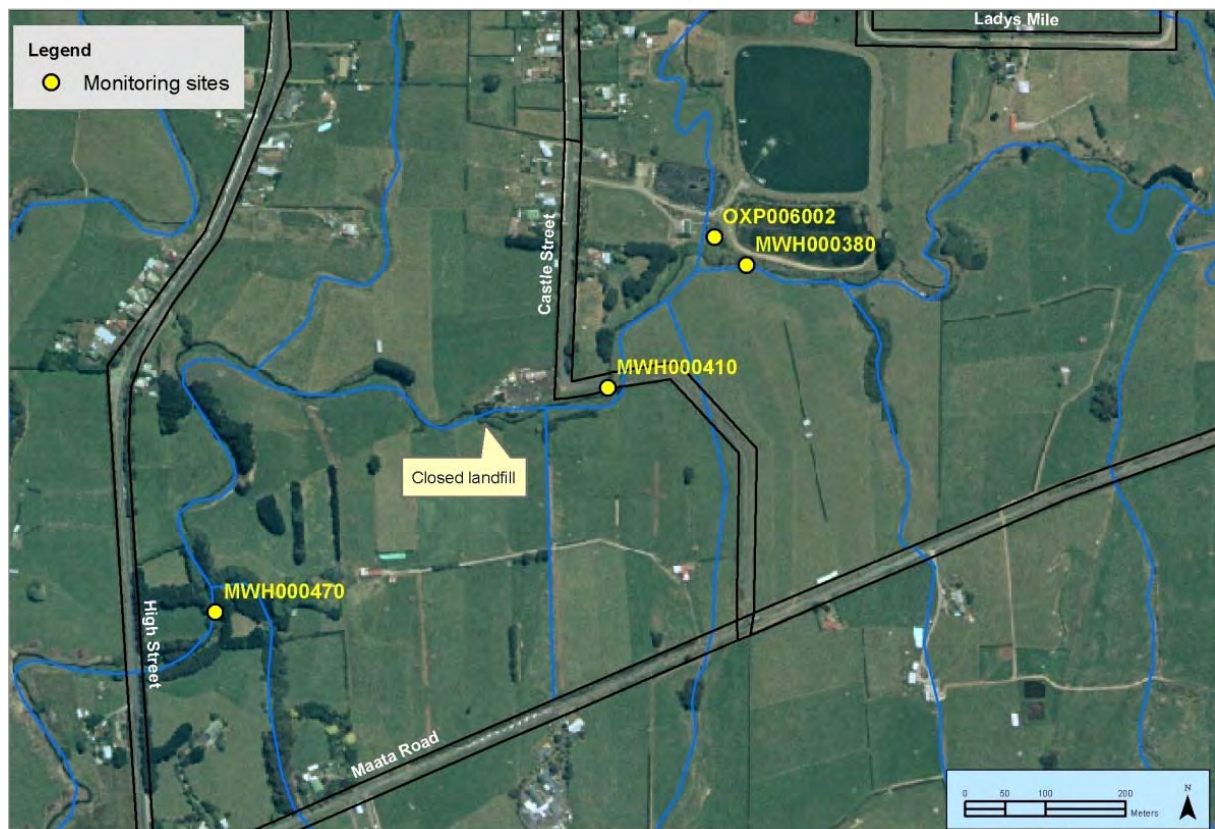 Legend
Monitoring sites
Ladys Mile
OXP006002
MWH000380
Castle Street
MWH000410
Closed landfill
MWH000470
High Street
Maata Road
0 50 100 200
Meters
N